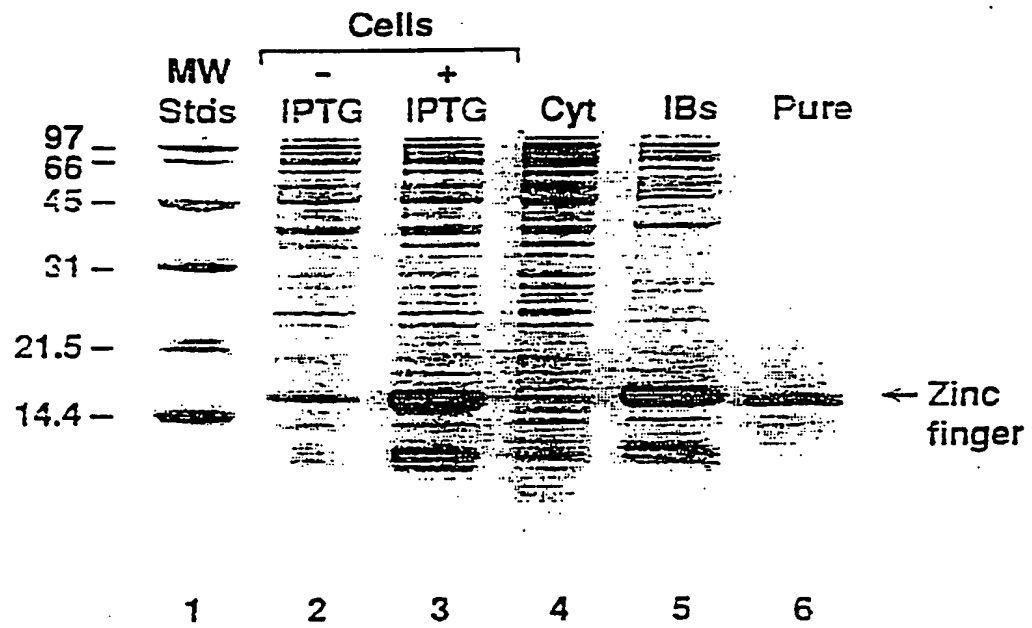 Cells
MW Stds
- IPTG
+ IPTG
Cyt
IBs
Pure
97
66
45
31
21.5
14.4
← Zinc finger
1 2 3 4 5 6